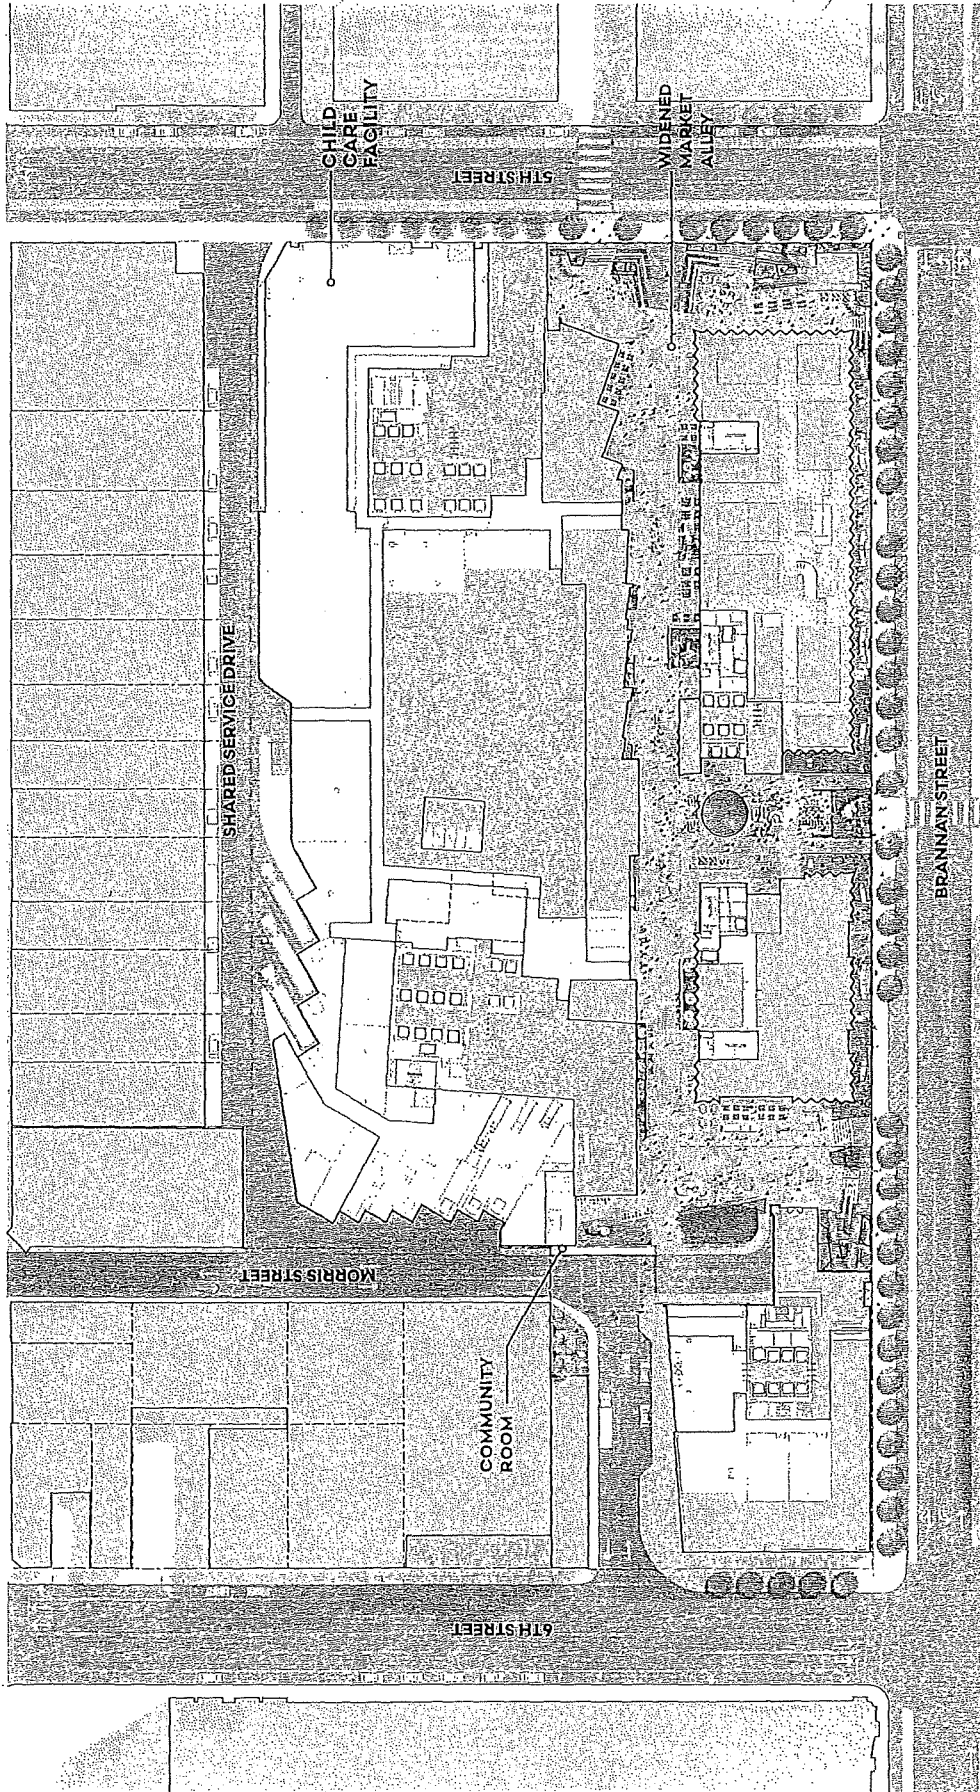 CHILD
CARE
FACILITY
5TH STREET
WIDENED
MARKET
ALLEY
SHARED SERVICE DRIVE
BRANNAN STREET
MORRIS STREET
COMMUNITY
ROOM
6TH STREET